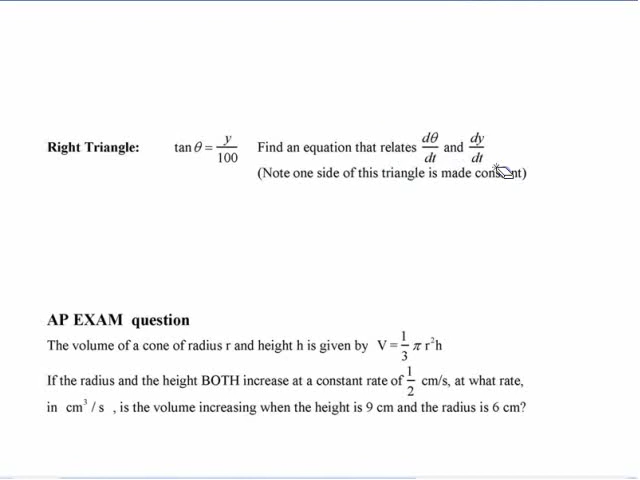 Right Triangle: tan θ = y/100 Find an equation that relates dθ/dt and dy/dt
(Note one side of this triangle is made constant)
AP EXAM question
The volume of a cone of radius r and height h is given by V = 1/3 π r²h
If the radius and the height BOTH increase at a constant rate of 1/2 cm/s, at what rate,
in cm³ / s , is the volume increasing when the height is 9 cm and the radius is 6 cm?